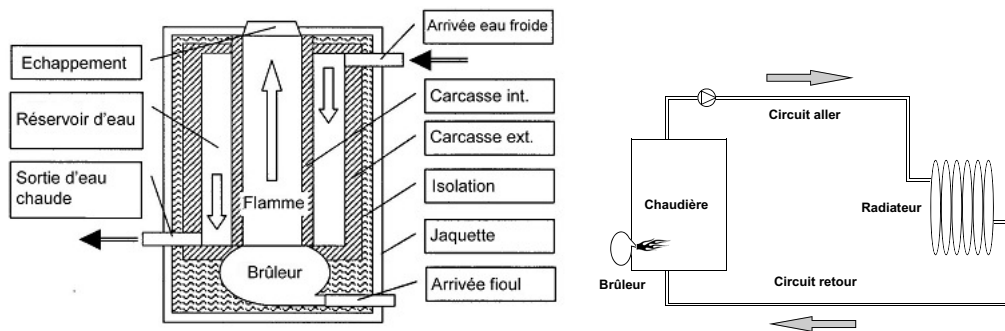 Echappement
Réservoir d'eau
Sortie d'eau
chaude
Flamme
Brûleur
Arrivée eau froide
Carcasse int.
Carcasse ext.
Isolation
Jaquette
Arrivée fioul
Circuit aller
Chaudière
Radiateur
Brûleur
Circuit retour